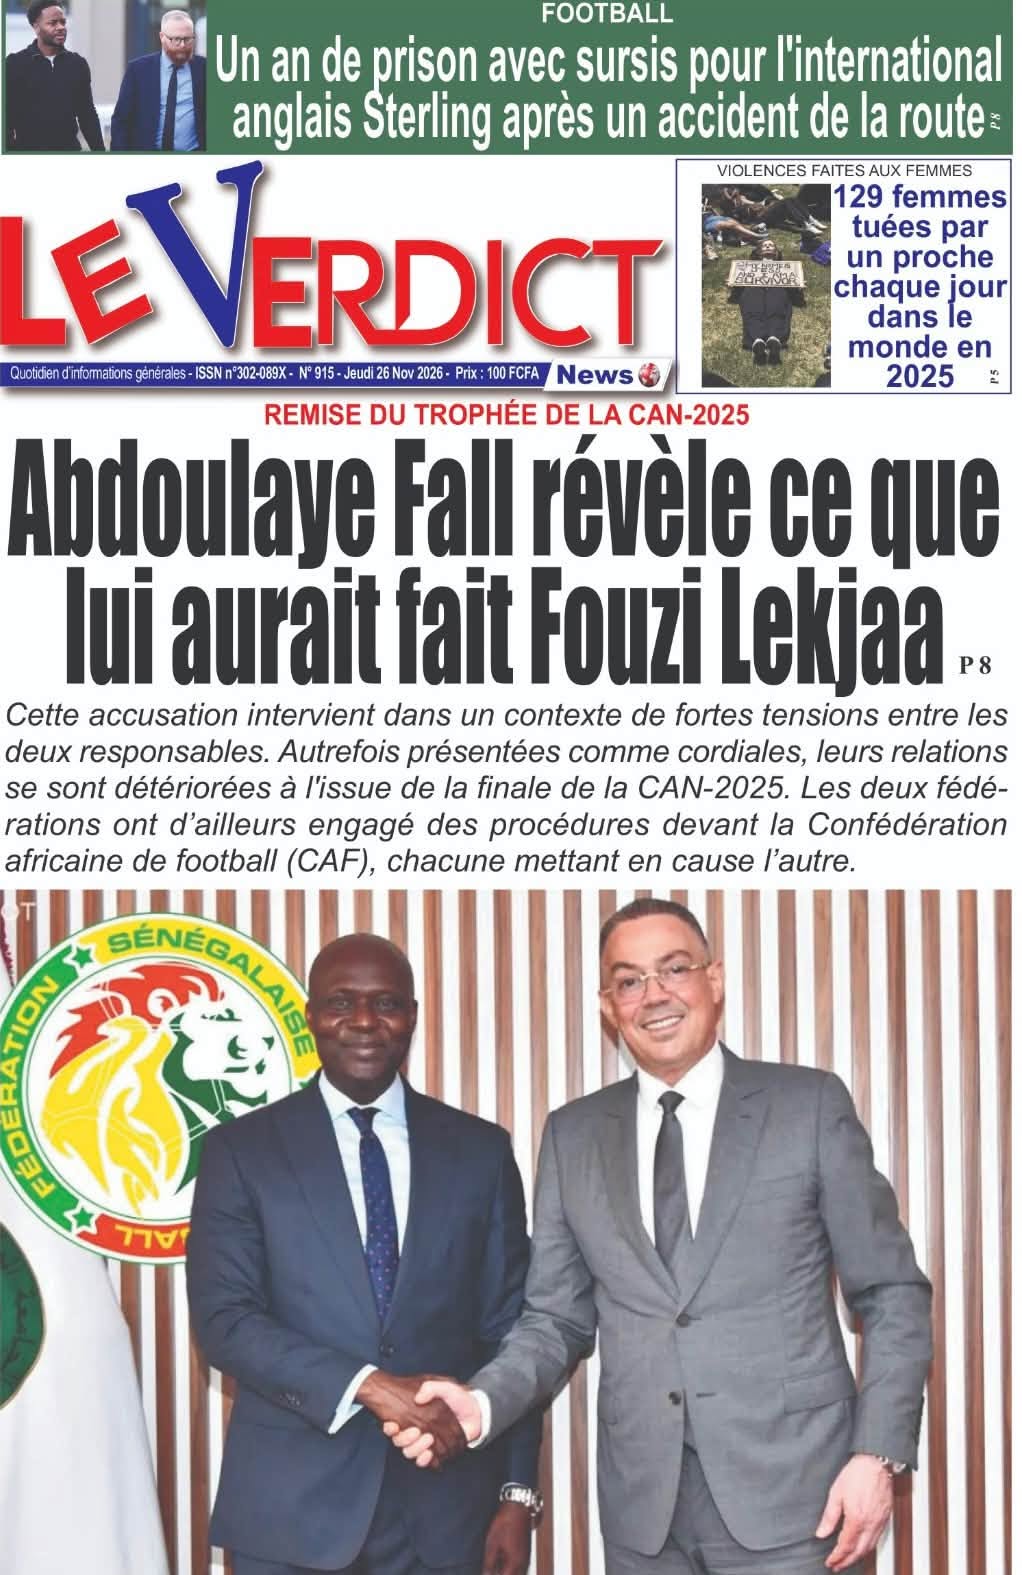 FOOTBALL
Un an de prison avec sursis pour l'international
anglais Sterling après un accident de la route P 8
LE VERDICT
Quotidien d'informations générales - ISSN n°302-089X - N° 915 - Jeudi 26 Nov 2026 - Prix : 100 FCFA
News
VIOLENCES FAITES AUX FEMMES
129 femmes
tuées par
un proche
chaque jour
dans le
monde en
2025 P 5
AND I AM A
SURVIVOR
REMISE DU TROPHÉE DE LA CAN-2025
Abdoulaye Fall révèle ce que
lui aurait fait Fouzi Lekjaa P 8
Cette accusation intervient dans un contexte de fortes tensions entre les
deux responsables. Autrefois présentées comme cordiales, leurs relations
se sont détériorées à l'issue de la finale de la CAN-2025. Les deux fédé-
rations ont d’ailleurs engagé des procédures devant la Confédération
africaine de football (CAF), chacune mettant en cause l’autre.
OT
FÉDÉRATION SÉNÉGALAISE